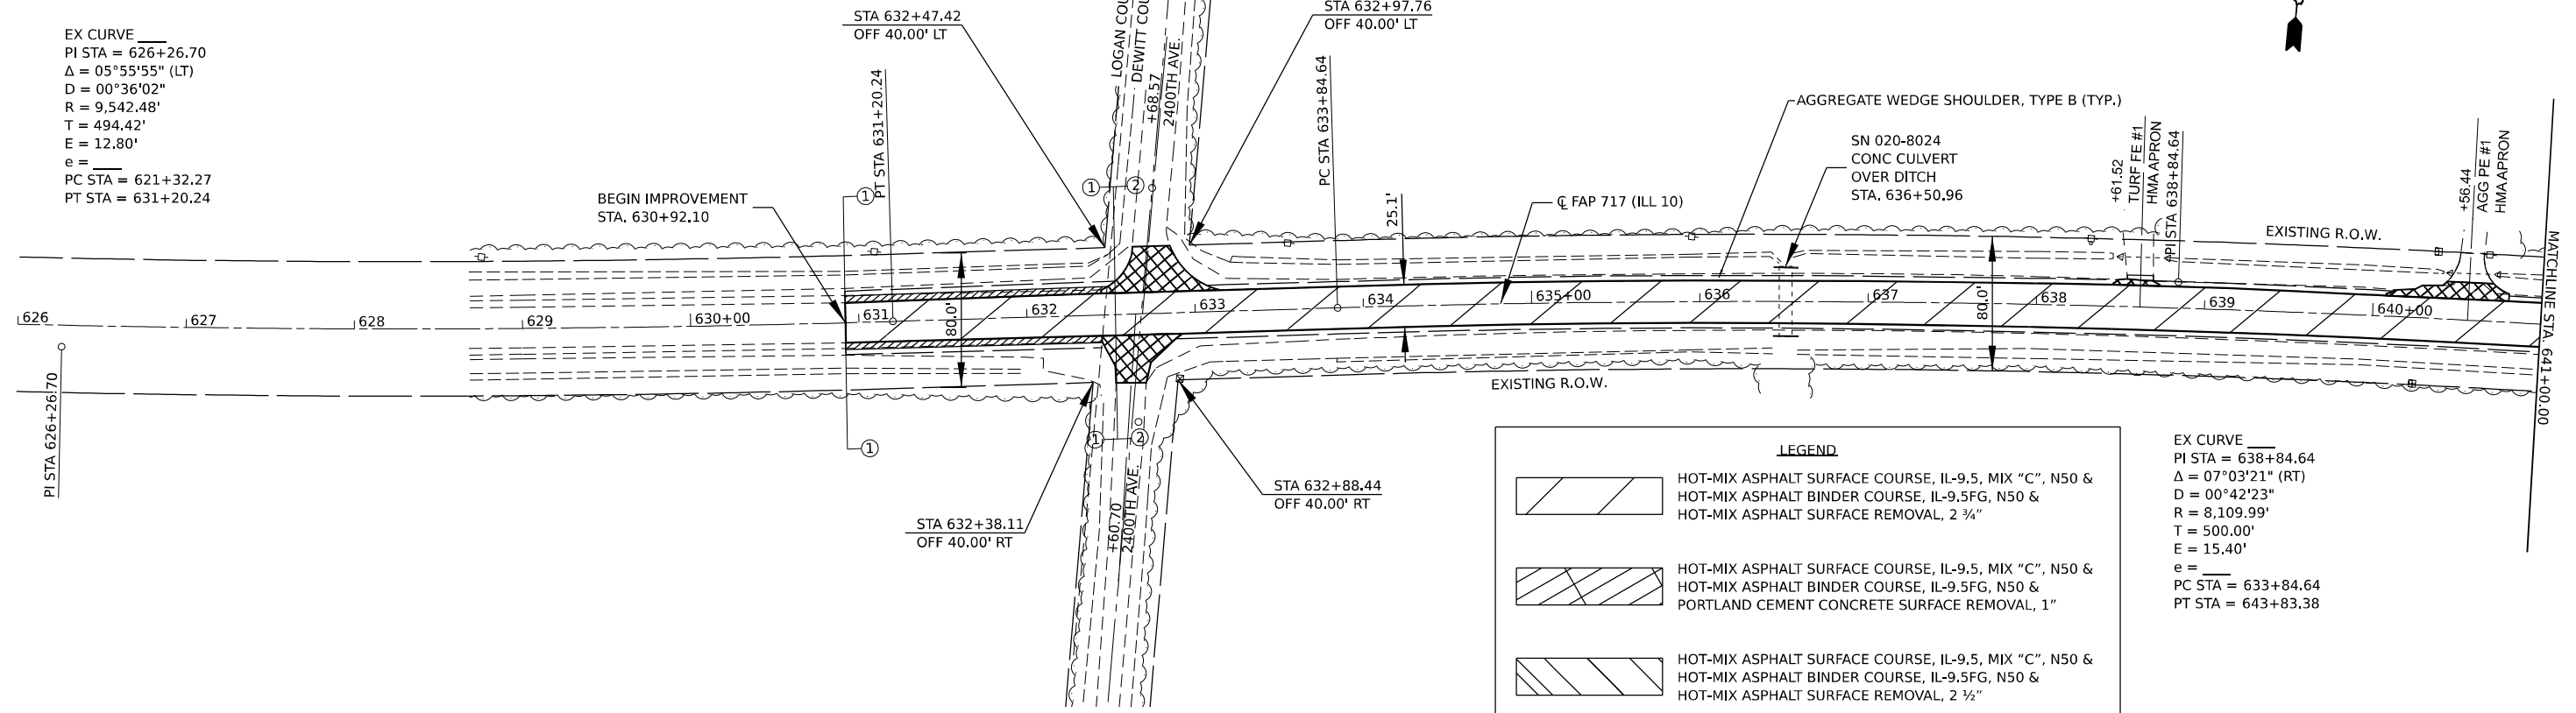 EX CURVE ____
PI STA = 626+26.70
Δ = 05°55'55" (LT)
D = 00°36'02"
R = 9,542.48'
T = 494.42'
E = 12.80'
e = ____
PC STA = 621+32.27
PT STA = 631+20.24
STA 632+47.42
OFF 40.00' LT
STA 632+97.76
OFF 40.00' LT
+68.57
2400TH AVE.
PT STA 631+20.24
PC STA 633+84.64
BEGIN IMPROVEMENT
STA. 630+92.10
25.1'
℄ FAP 717 (ILL 10)
AGGREGATE WEDGE SHOULDER, TYPE B (TYP.)
SN 020-8024
CONC CULVERT
OVER DITCH
STA. 636+50.96
+61.52
TURF FE #1
HMA APRON
API STA 638+84.64
+56.44
AGG PE #1
HMA APRON
EXISTING R.O.W.
MATCHLINE STA. 641+00.00
1
1
2
626
627
628
629
630+00
631
632
633
634
635+00
636
637
638
639
640+00
80.0'
80.0'
PI STA 626+26.70
1
1
2
EXISTING R.O.W.
STA 632+38.11
OFF 40.00' RT
+60.70
2400TH AVE.
STA 632+88.44
OFF 40.00' RT
LEGEND
HOT-MIX ASPHALT SURFACE COURSE, IL-9.5, MIX “C”, N50 &
HOT-MIX ASPHALT BINDER COURSE, IL-9.5FG, N50 &
HOT-MIX ASPHALT SURFACE REMOVAL, 2 ¾”
HOT-MIX ASPHALT SURFACE COURSE, IL-9.5, MIX “C”, N50 &
HOT-MIX ASPHALT BINDER COURSE, IL-9.5FG, N50 &
PORTLAND CEMENT CONCRETE SURFACE REMOVAL, 1”
HOT-MIX ASPHALT SURFACE COURSE, IL-9.5, MIX “C”, N50 &
HOT-MIX ASPHALT BINDER COURSE, IL-9.5FG, N50 &
HOT-MIX ASPHALT SURFACE REMOVAL, 2 ½”
EX CURVE ____
PI STA = 638+84.64
Δ = 07°03'21" (RT)
D = 00°42'23"
R = 8,109.99'
T = 500.00'
E = 15.40'
e = ____
PC STA = 633+84.64
PT STA = 643+83.38
LOGAN
DEWITT